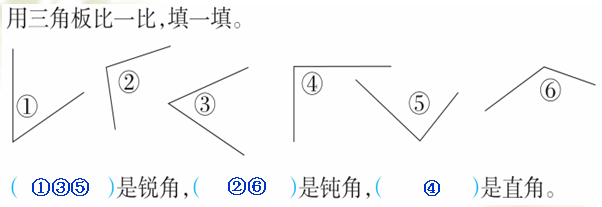 用三角板比一比,填一填。
① ② ③ ④ ⑤ ⑥
( ①③⑤ )是锐角,( ②⑥ )是钝角,( ④ )是直角。